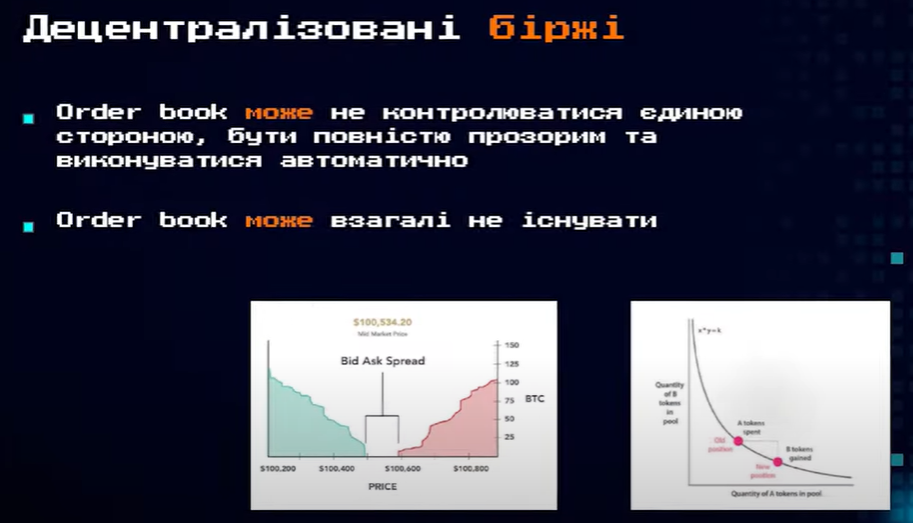 Децентралізовані біржі
Order book може не контролюватися єдиною
стороною, бути повністю прозорим та
виконуватися автоматично
Order book може взагалі не існувати
$100,534.20
Mid Market Price
Bid Ask Spread
150
125
100
75
50
25
BTC
$100,200 $100,400 $100,600 $100,800
PRICE
x*y=k
Quantity
of B
tokens
in
pool
A tokens
spent
Old
position
B tokens
gained
New
position
Quantity of A tokens in pool